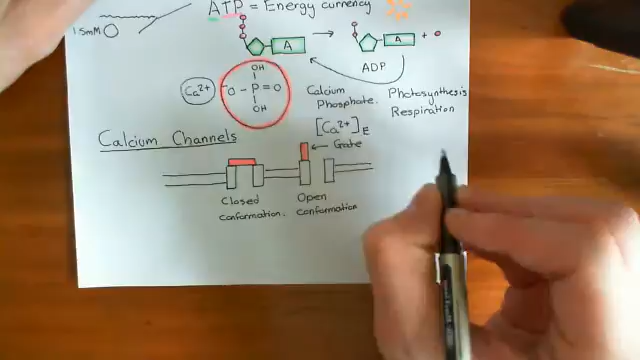 ATP = Energy currency
1.5mM
A
A
ADP
Ca²⁺
⁻O - P = O
OH
OH
Calcium
Phosphate.
Photosynthesis
Respiration
Calcium Channels
[Ca²⁺]E
Gate
Closed
conformation.
Open
conformation